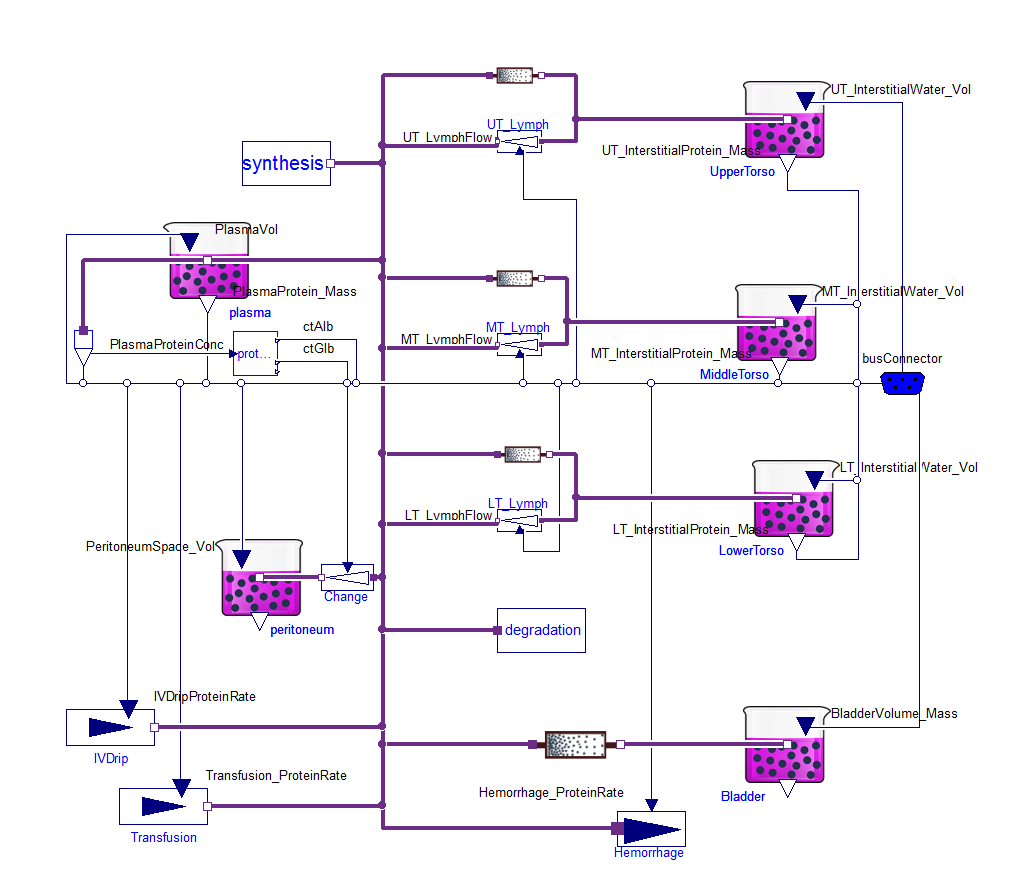 UT_InterstitialWater_Vol
UT_Lymph
UT_LymphFlow
UT_InterstitialProtein_Mass
UpperTorso
synthesis
PlasmaVol
PlasmaProtein_Mass
plasma
MT_InterstitialWater_Vol
ctAlb
MT_Lymph
PlasmaProteinConc
prot...
ctGlb
MT_LymphFlow
MT_InterstitialProtein_Mass
busConnector
MiddleTorso
LT_InterstitialWater_Vol
LT_Lymph
LT_LymphFlow
LT_InterstitialProtein_Mass
PeritoneumSpace_Vol
LowerTorso
Change
peritoneum
degradation
IVDripProteinRate
BladderVolume_Mass
IVDrip
Transfusion_ProteinRate
Hemorrhage_ProteinRate
Bladder
Transfusion
Hemorrhage